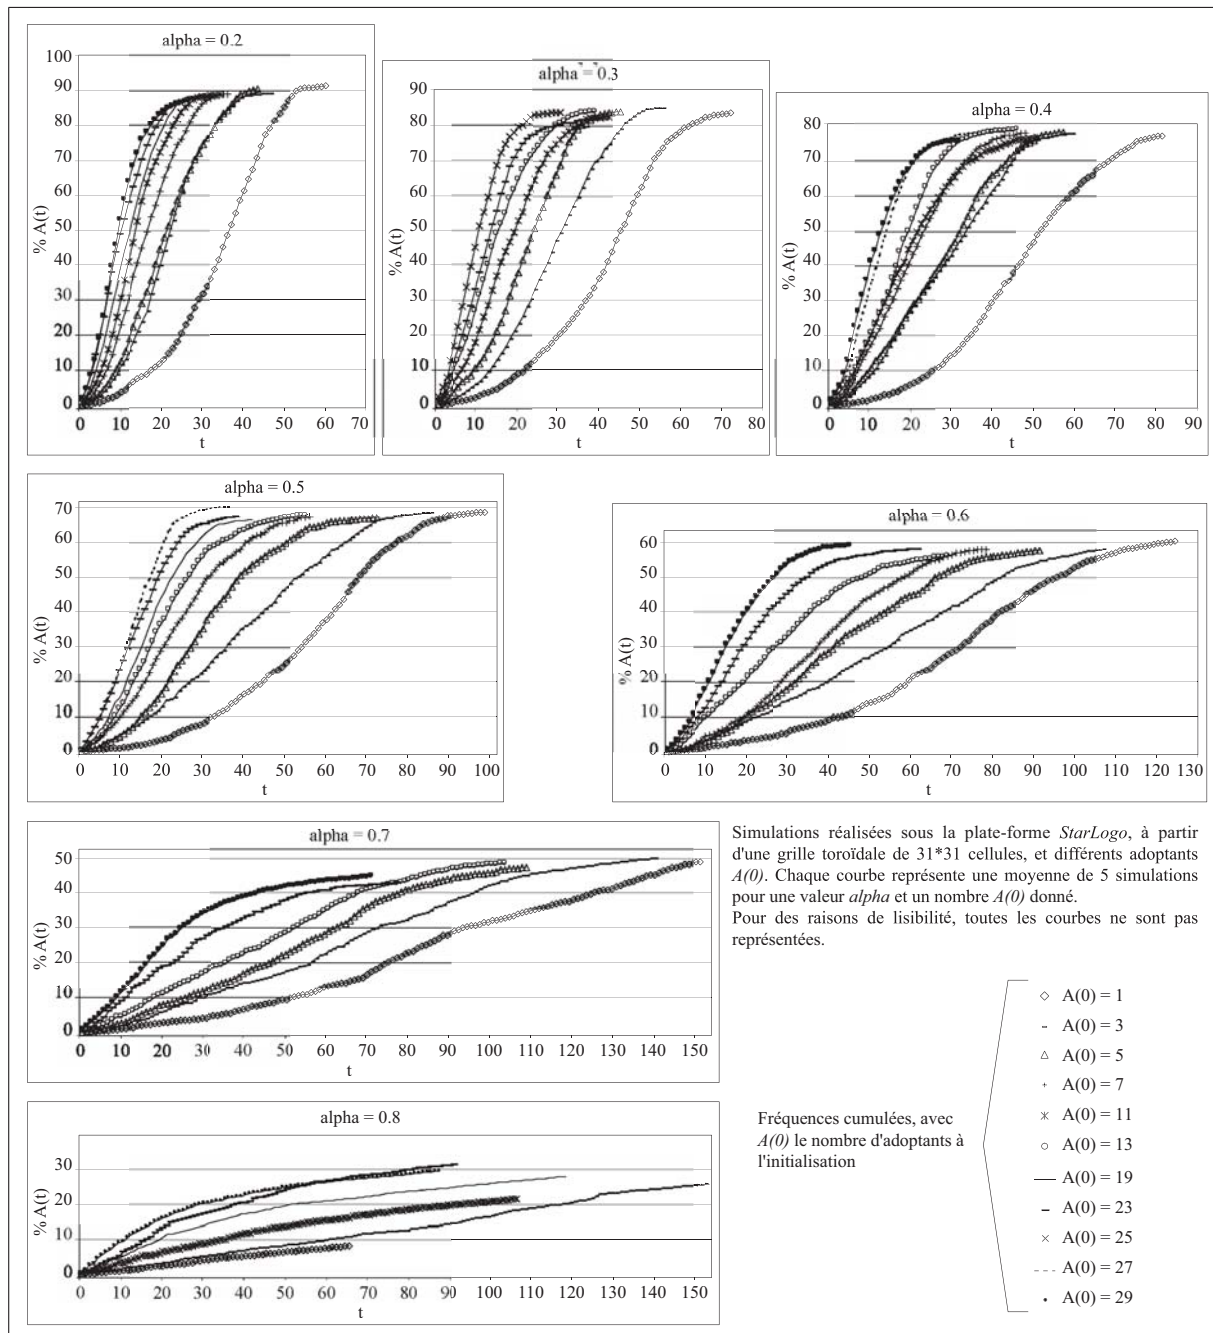 alpha = 0.2
100
90
80
70
60
50
40
30
20
10
0
% A(t)
0 10 20 30 40 50 60 70
t
alpha = 0.3
90
80
70
60
50
40
30
20
10
0
% A(t)
0 10 20 30 40 50 60 70 80
t
alpha = 0.4
80
70
60
50
40
30
20
10
0
% A(t)
0 10 20 30 40 50 60 70 80 90
t
alpha = 0.5
70
60
50
40
30
20
10
0
% A(t)
0 10 20 30 40 50 60 70 80 90 100
t
alpha = 0.6
60
50
40
30
20
10
0
% A(t)
0 10 20 30 40 50 60 70 80 90 100 110 120 130
t
alpha = 0.7
50
40
30
20
10
0
% A(t)
0 10 20 30 40 50 60 70 80 90 100 110 120 130 140 150
t
Simulations réalisées sous la plate-forme StarLogo, à partir
d'une grille toroïdale de 31*31 cellules, et différents adoptants
A(0). Chaque courbe représente une moyenne de 5 simulations
pour une valeur alpha et un nombre A(0) donné.
Pour des raisons de lisibilité, toutes les courbes ne sont pas
représentées.
alpha = 0.8
30
20
10
0
% A(t)
0 10 20 30 40 50 60 70 80 90 100 110 120 130 140 150
t
Fréquences cumulées, avec
A(0) le nombre d'adoptants à
l'initialisation
A(0) = 1
A(0) = 3
A(0) = 5
A(0) = 7
A(0) = 11
A(0) = 13
A(0) = 19
A(0) = 23
A(0) = 25
A(0) = 27
A(0) = 29